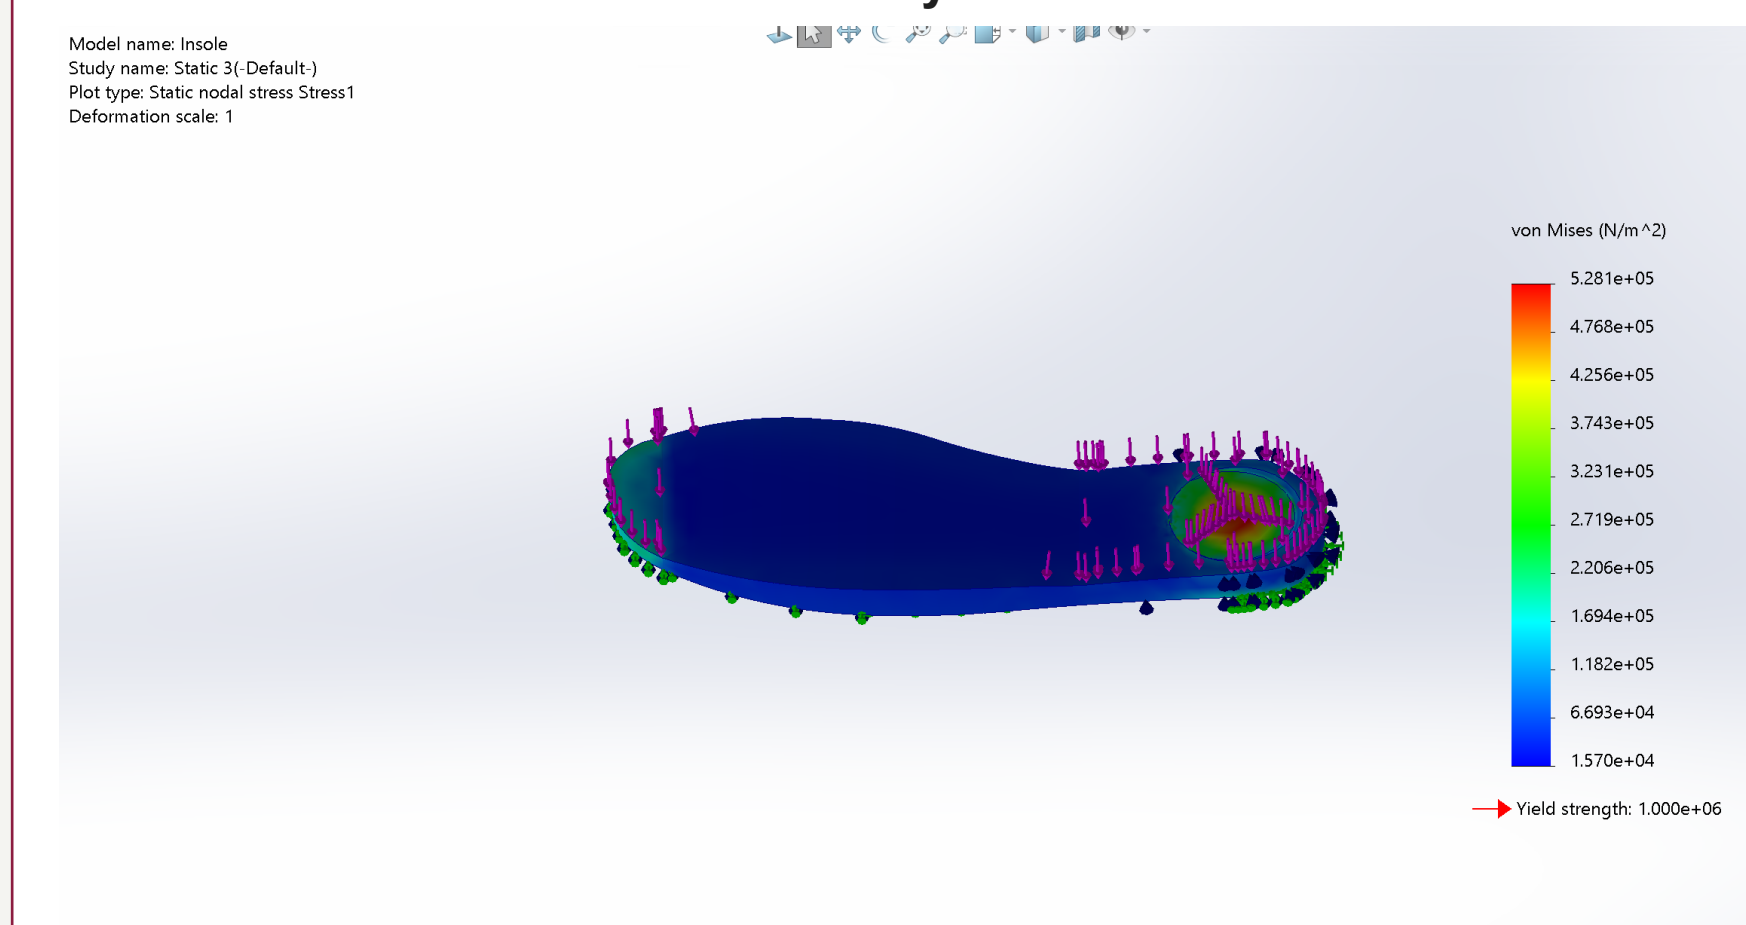 Model name: Insole
Study name: Static 3(-Default-)
Plot type: Static nodal stress Stress1
Deformation scale: 1
von Mises (N/m^2)
5.281e+05
4.768e+05
4.256e+05
3.743e+05
3.231e+05
2.719e+05
2.206e+05
1.694e+05
1.182e+05
6.693e+04
1.570e+04
Yield strength: 1.000e+06